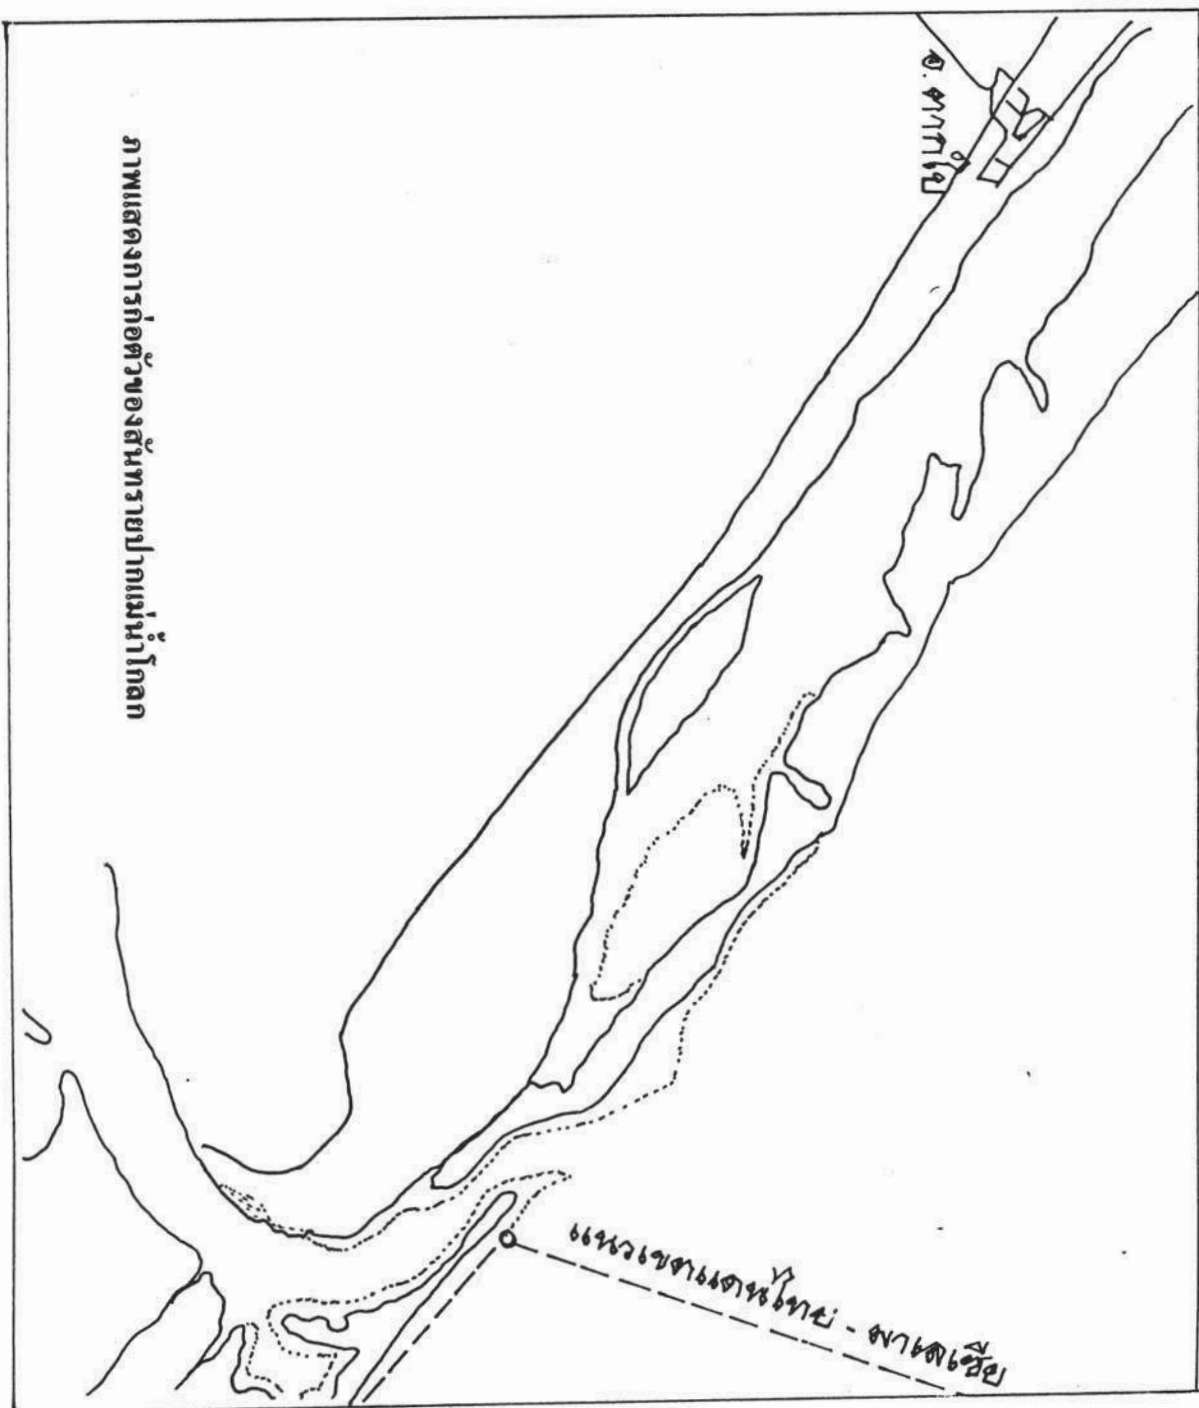 ภาพแสดงการก่อตัวของสันทรายปากแม่น้ำโกลก
อ. ตากใบ
แนวเขตแดนไทย - มาเลเซีย